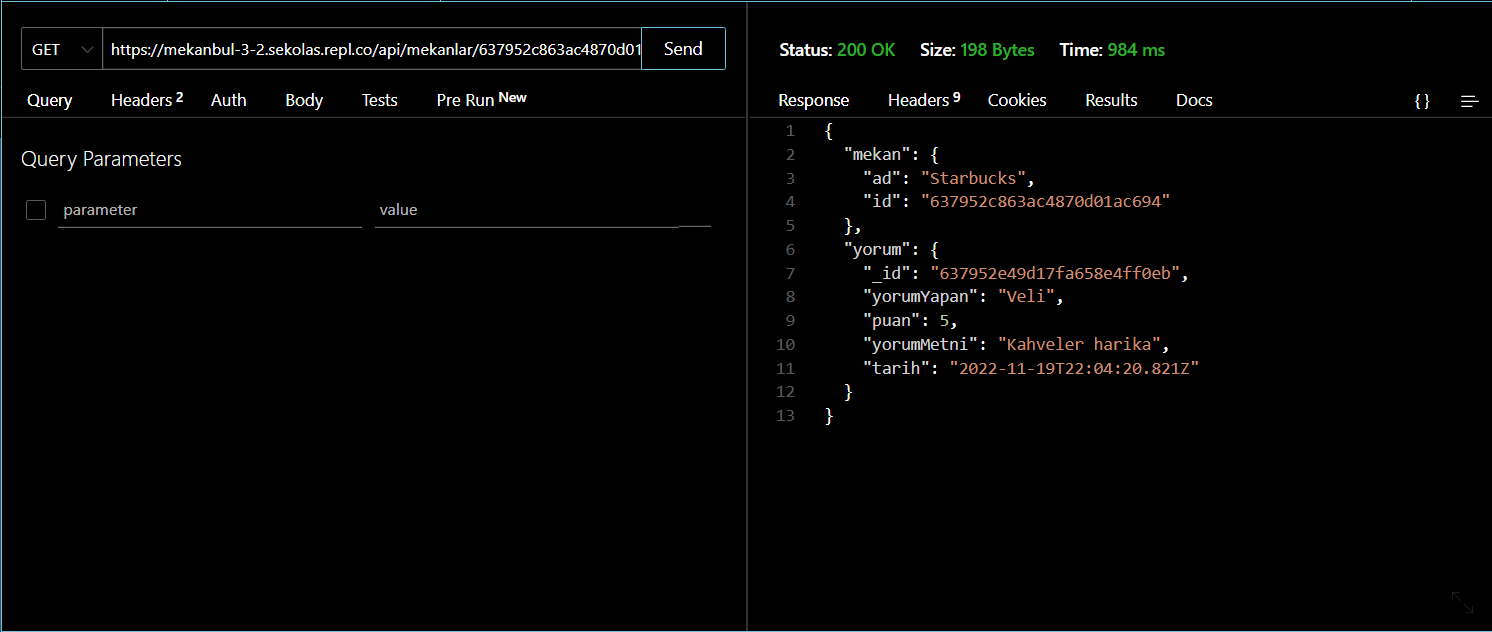 GET https://mekanbul-3-2.sekolas.repl.co/api/mekanlar/637952c863ac4870d01 Send
Query Headers 2 Auth Body Tests Pre Run New
Query Parameters
parameter value
Status: 200 OK Size: 198 Bytes Time: 984 ms
Response Headers 9 Cookies Results Docs { }
1 {
2 "mekan": {
3 "ad": "Starbucks",
4 "id": "637952c863ac4870d01ac694"
5 },
6 "yorum": {
7 "_id": "637952e49d17fa658e4ff0eb",
8 "yorumYapan": "Veli",
9 "puan": 5,
10 "yorumMetni": "Kahveler harika",
11 "tarih": "2022-11-19T22:04:20.821Z"
12 }
13 }